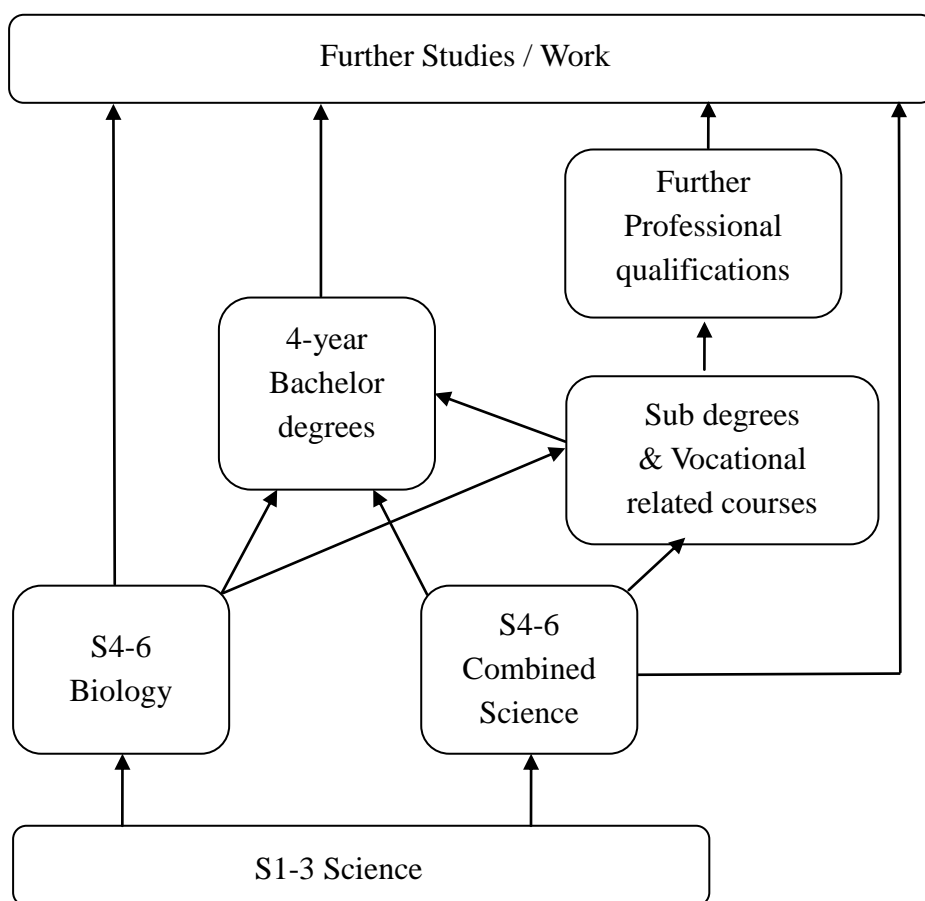 Further Studies / Work
Further
Professional
qualifications
4-year
Bachelor
degrees
Sub degrees
& Vocational
related courses
S4-6
Biology
S4-6
Combined
Science
S1-3 Science